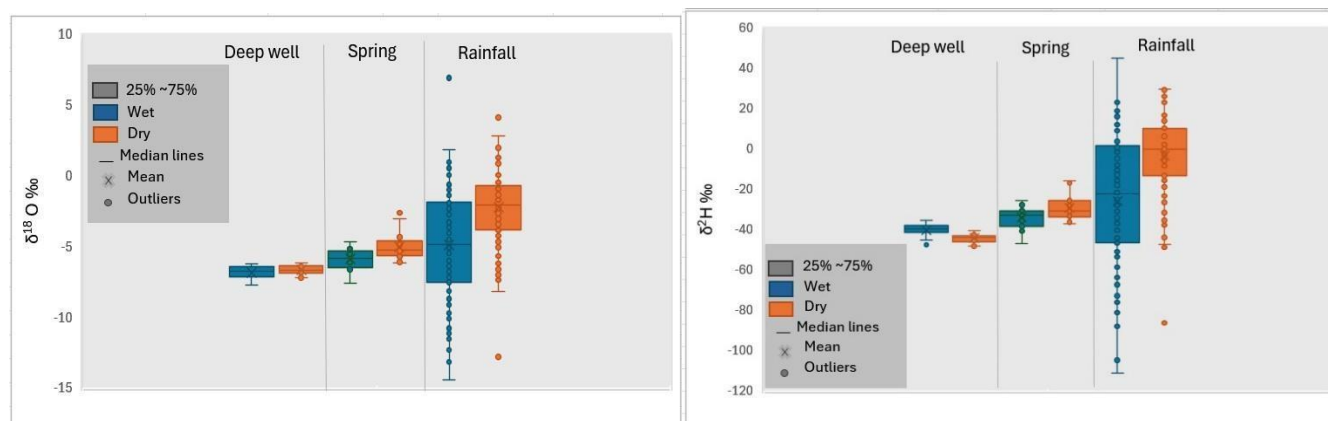 10
5
0
-5
-10
-15
δ¹⁸ O ‰
Deep well
Spring
Rainfall
25% ~75%
Wet
Dry
Median lines
Mean
Outliers
60
40
20
0
-20
-40
-60
-80
-100
-120
δ²H ‰
Deep well
Spring
Rainfall
25% ~75%
Wet
Dry
Median lines
Mean
Outliers